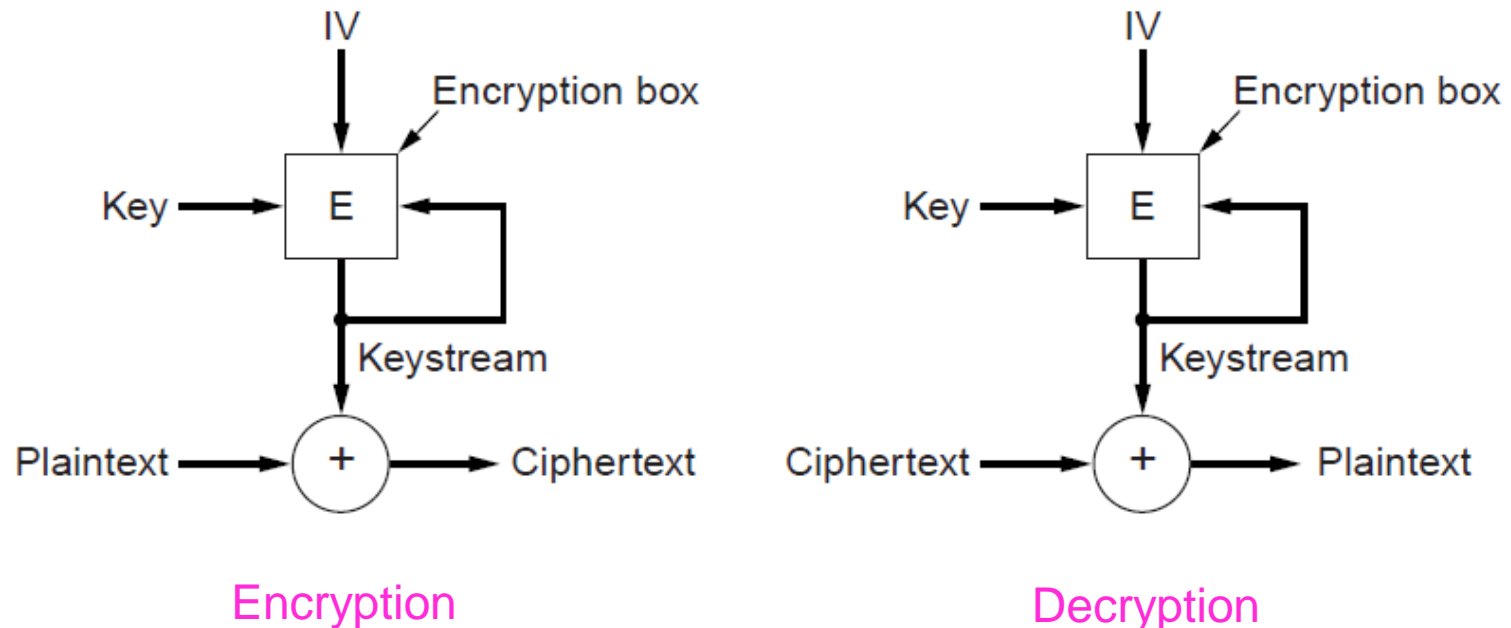 IV
Encryption box
Key
E
Keystream
Plaintext
+
Ciphertext
Encryption
IV
Encryption box
Key
E
Keystream
Ciphertext
+
Plaintext
Decryption